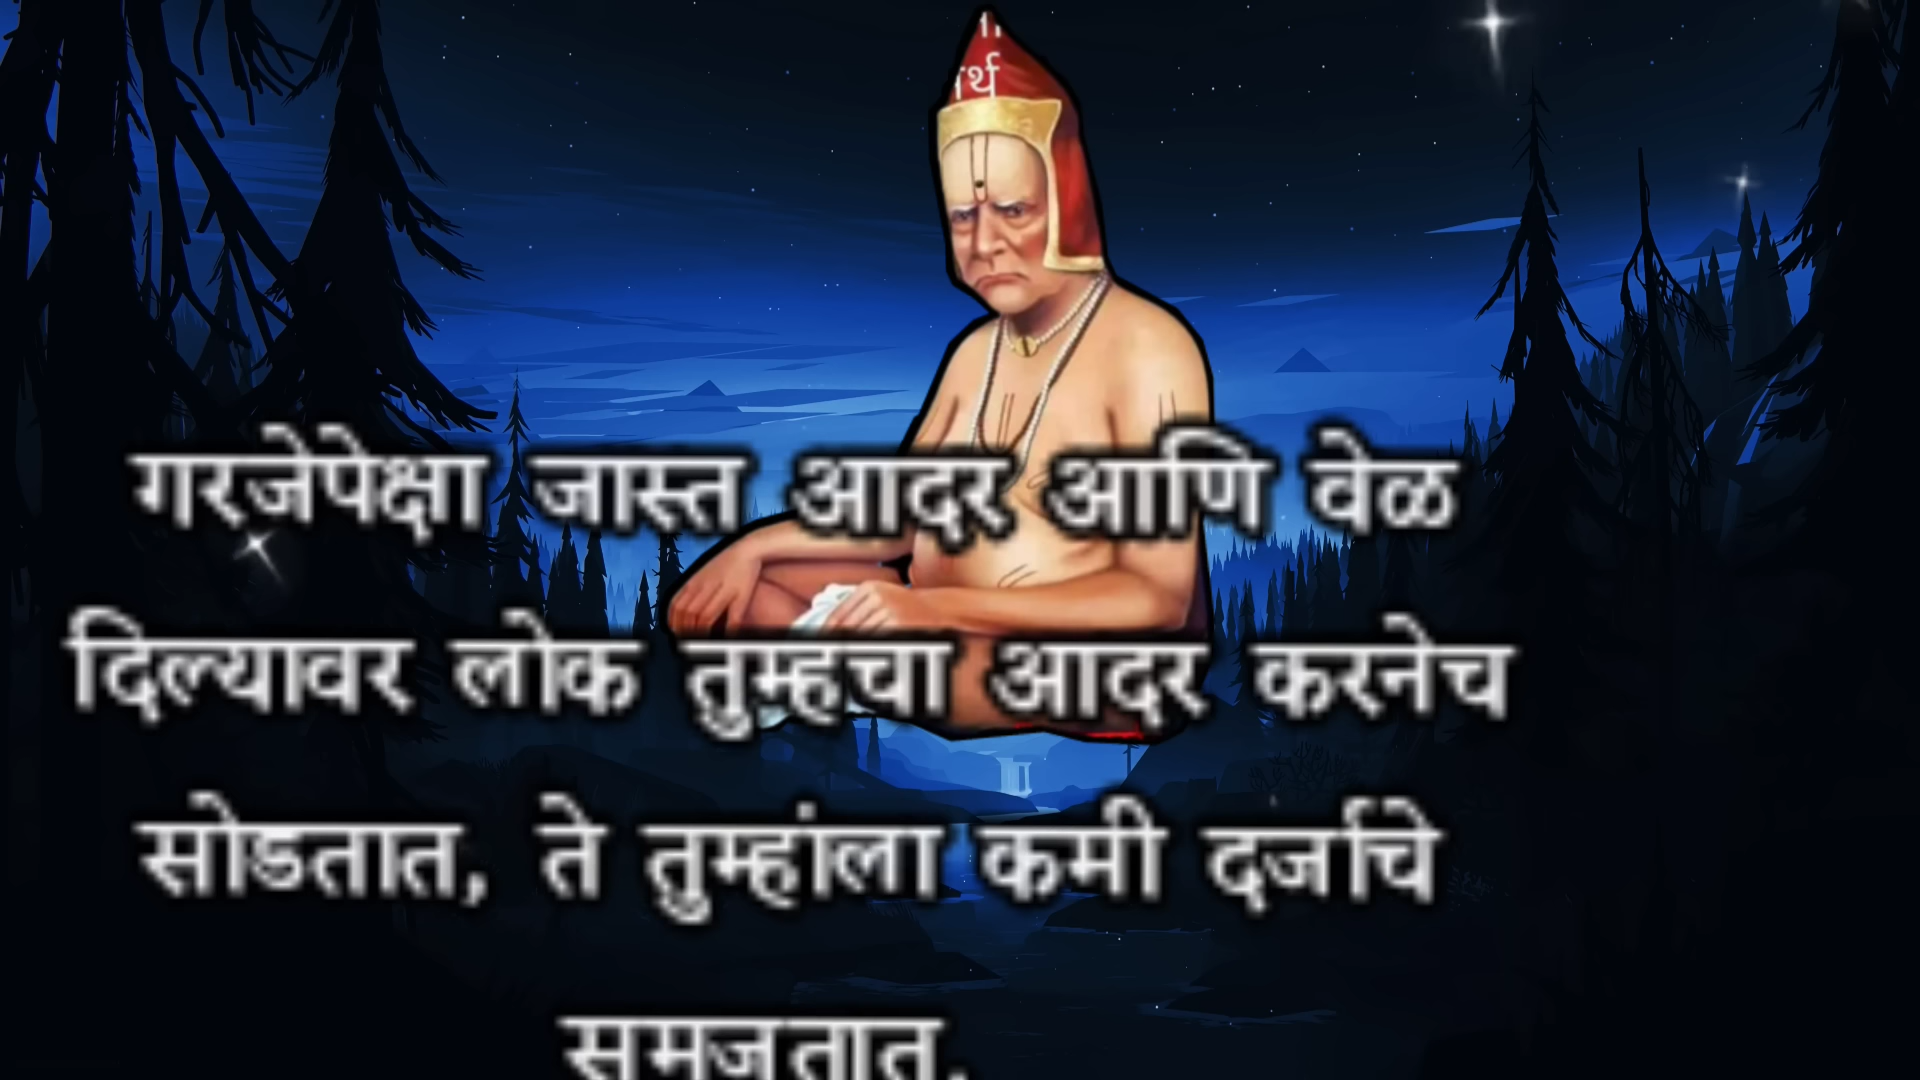 र्थ
गरजेपेक्षा जास्त आदर आणि वेळ
दिल्यावर लोक तुम्हचा आदर करनेच
सोडतात, ते तुम्हांला कमी दर्जाचे
समजतात.